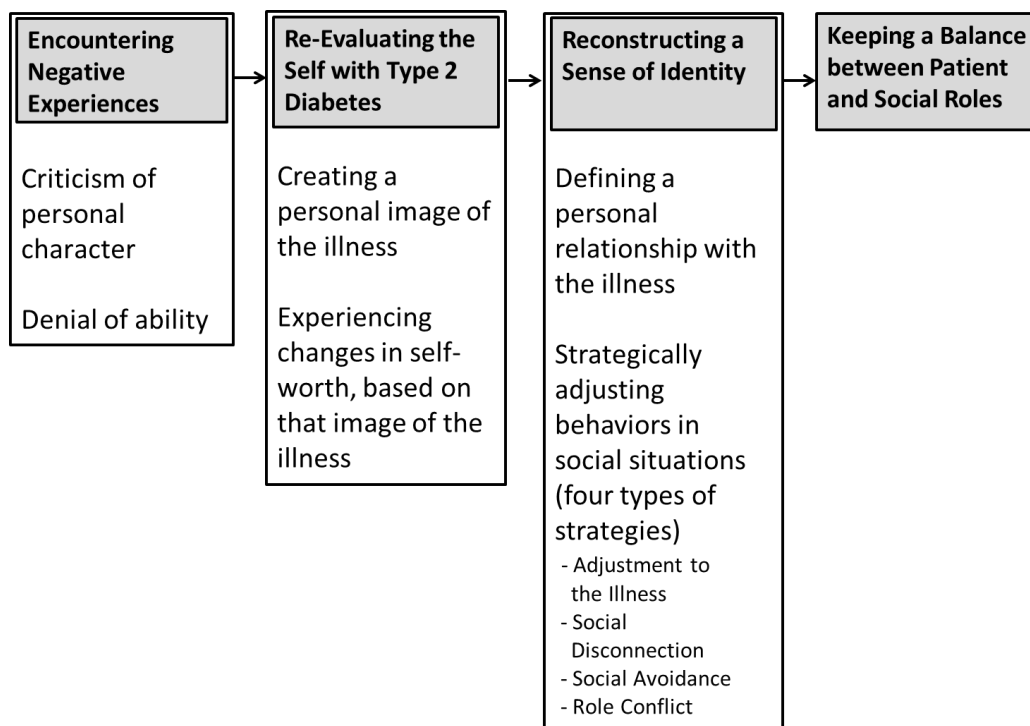 Encountering
Negative
Experiences
Criticism of
personal
character
Denial of ability
Re-Evaluating the
Self with Type 2
Diabetes
Creating a
personal image of
the illness
Experiencing
changes in self-
worth, based on
that image of the
illness
Reconstructing a
Sense of Identity
Defining a
personal
relationship with
the illness
Strategically
adjusting
behaviors in
social situations
(four types of
strategies)
- Adjustment to
the Illness
- Social
Disconnection
- Social Avoidance
- Role Conflict
Keeping a Balance
between Patient
and Social Roles